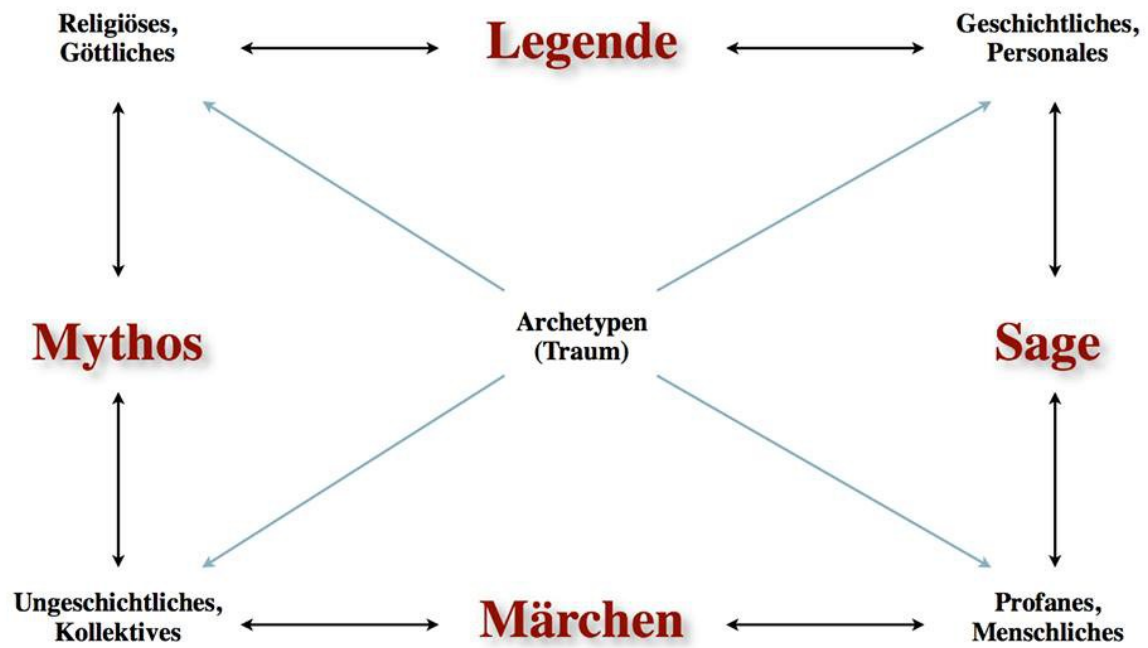 Religiöses,
Göttliches
Legende
Geschichtliches,
Personales
Mythos
Archetypen
(Traum)
Sage
Ungeschichtliches,
Kollektives
Märchen
Profanes,
Menschliches